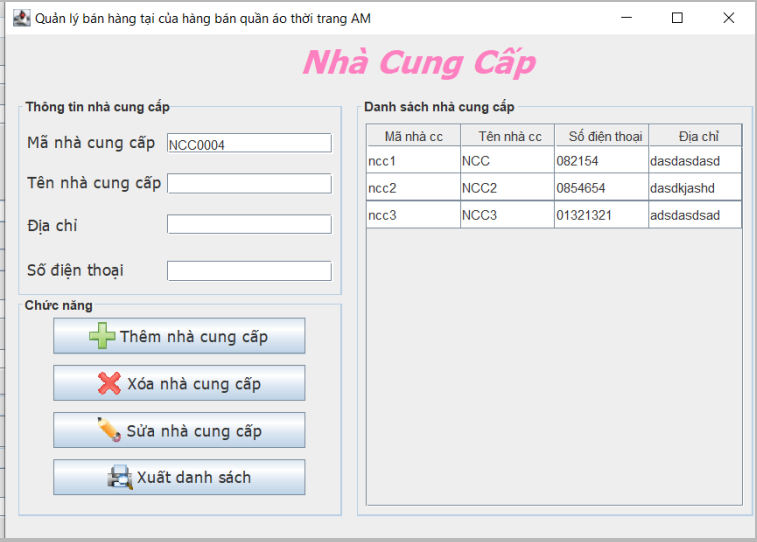 Quản lý bán hàng tại của hàng bán quần áo thời trang AM
Nhà Cung Cấp
Thông tin nhà cung cấp
Mã nhà cung cấp NCC0004
Tên nhà cung cấp
Địa chỉ
Số điện thoại
Chức năng
Thêm nhà cung cấp
Xóa nhà cung cấp
Sửa nhà cung cấp
Xuất danh sách
Danh sách nhà cung cấp
Mã nhà cc Tên nhà cc Số điện thoại Địa chỉ
ncc1 NCC 082154 dasdasdasd
ncc2 NCC2 0854654 dasdkjashd
ncc3 NCC3 01321321 adsdasdsad